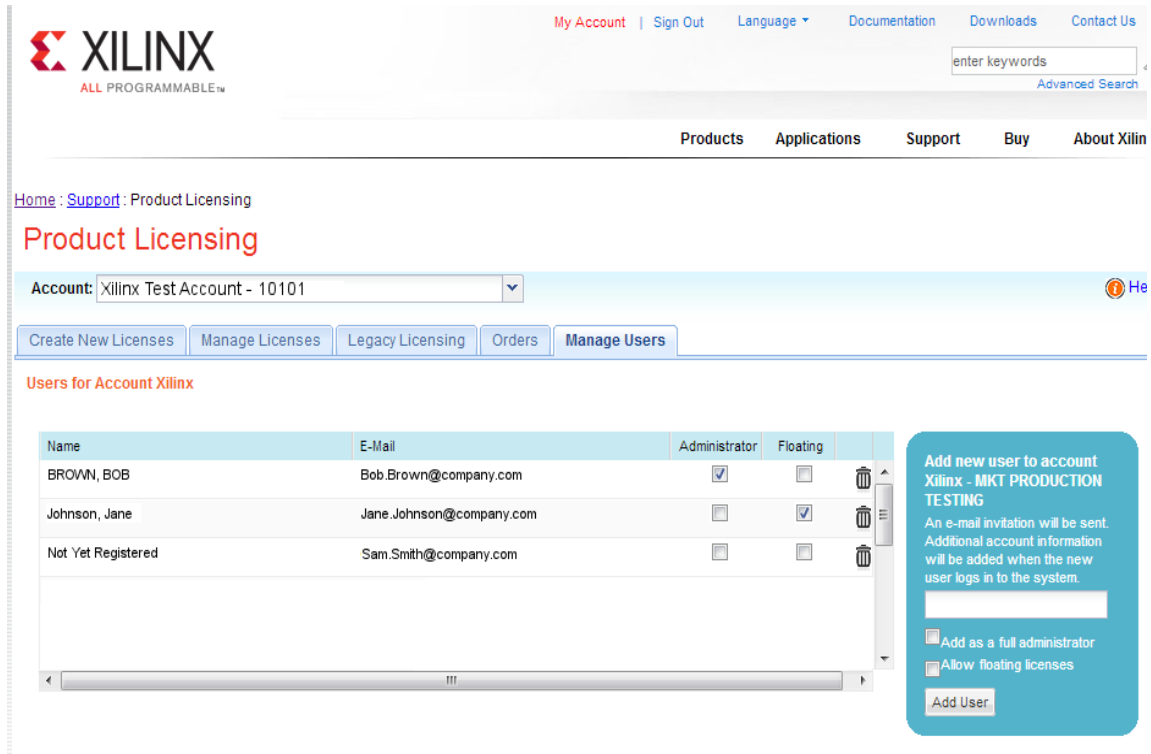 My Account | Sign Out Language Documentation Downloads Contact Us
XILINX
ALL PROGRAMMABLE™
enter keywords
Advanced Search
Products Applications Support Buy About Xilin
Home : Support : Product Licensing
Product Licensing
Account: Xilinx Test Account - 10101
He
Create New Licenses Manage Licenses Legacy Licensing Orders Manage Users
Users for Account Xilinx
Name E-Mail Administrator Floating
BROWN, BOB Bob.Brown@company.com
Johnson, Jane Jane.Johnson@company.com
Not Yet Registered Sam.Smith@company.com
Add new user to account
Xilinx - MKT PRODUCTION
TESTING
An e-mail invitation will be sent.
Additional account information
will be added when the new
user logs in to the system.
Add as a full administrator
Allow floating licenses
Add User